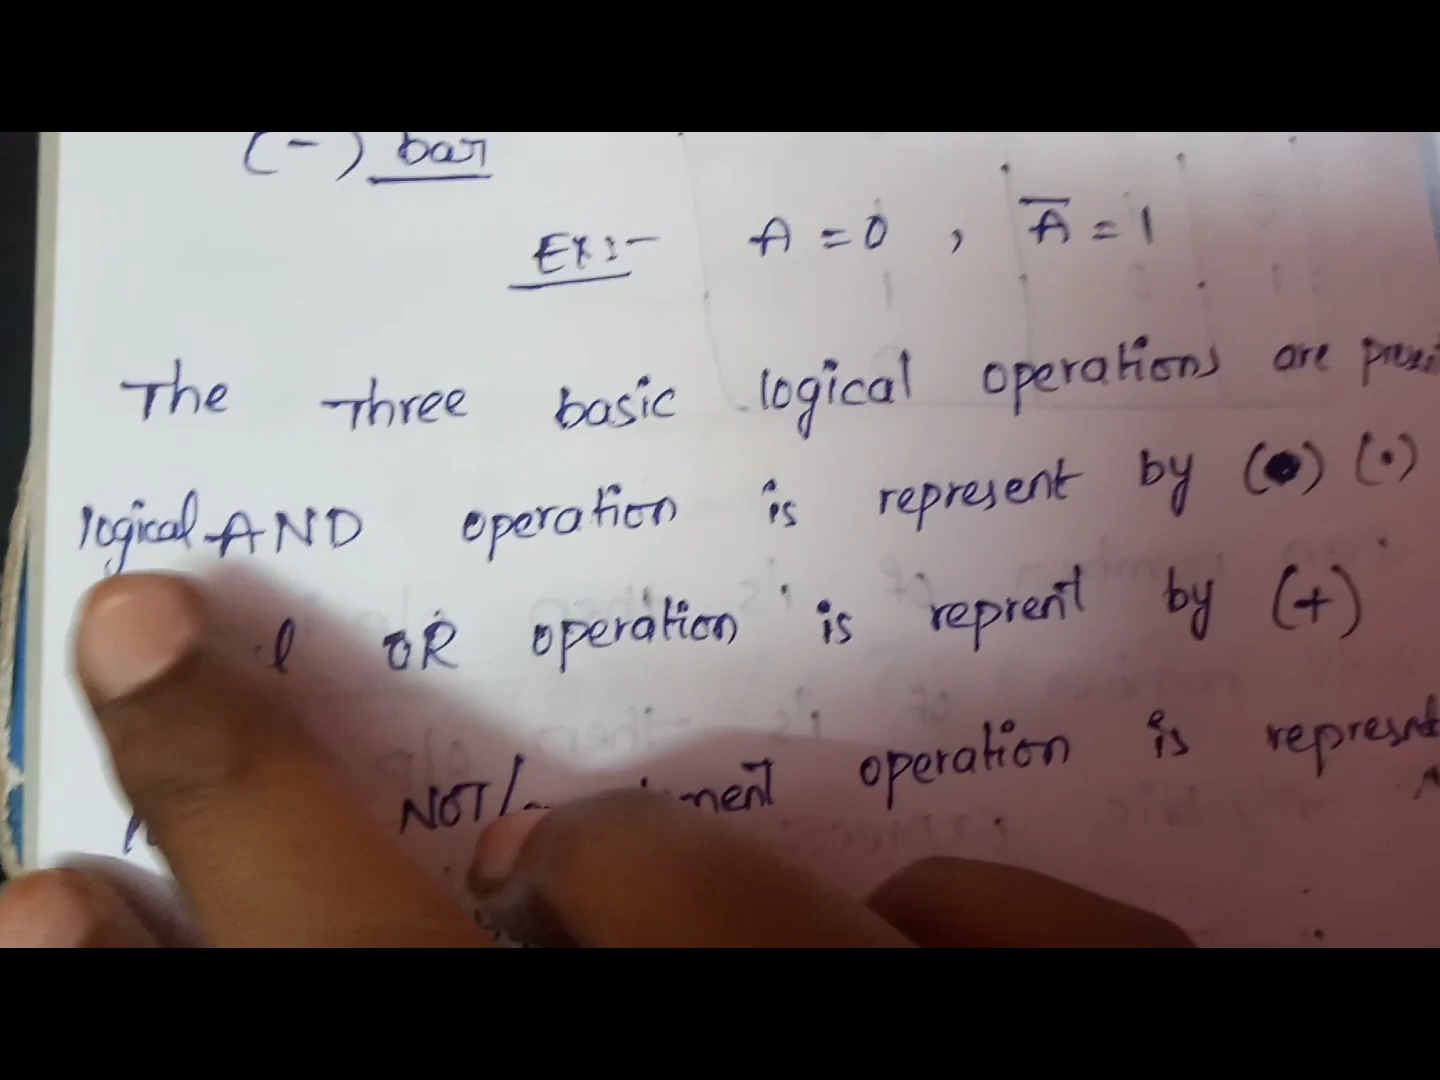 (-) bar
Ex:- A = 0 , A̅ = 1
The Three basic logical operations are
logical AND operation is represent by (•) (·)
OR operation is reprent by (+)
NOT/ operation is